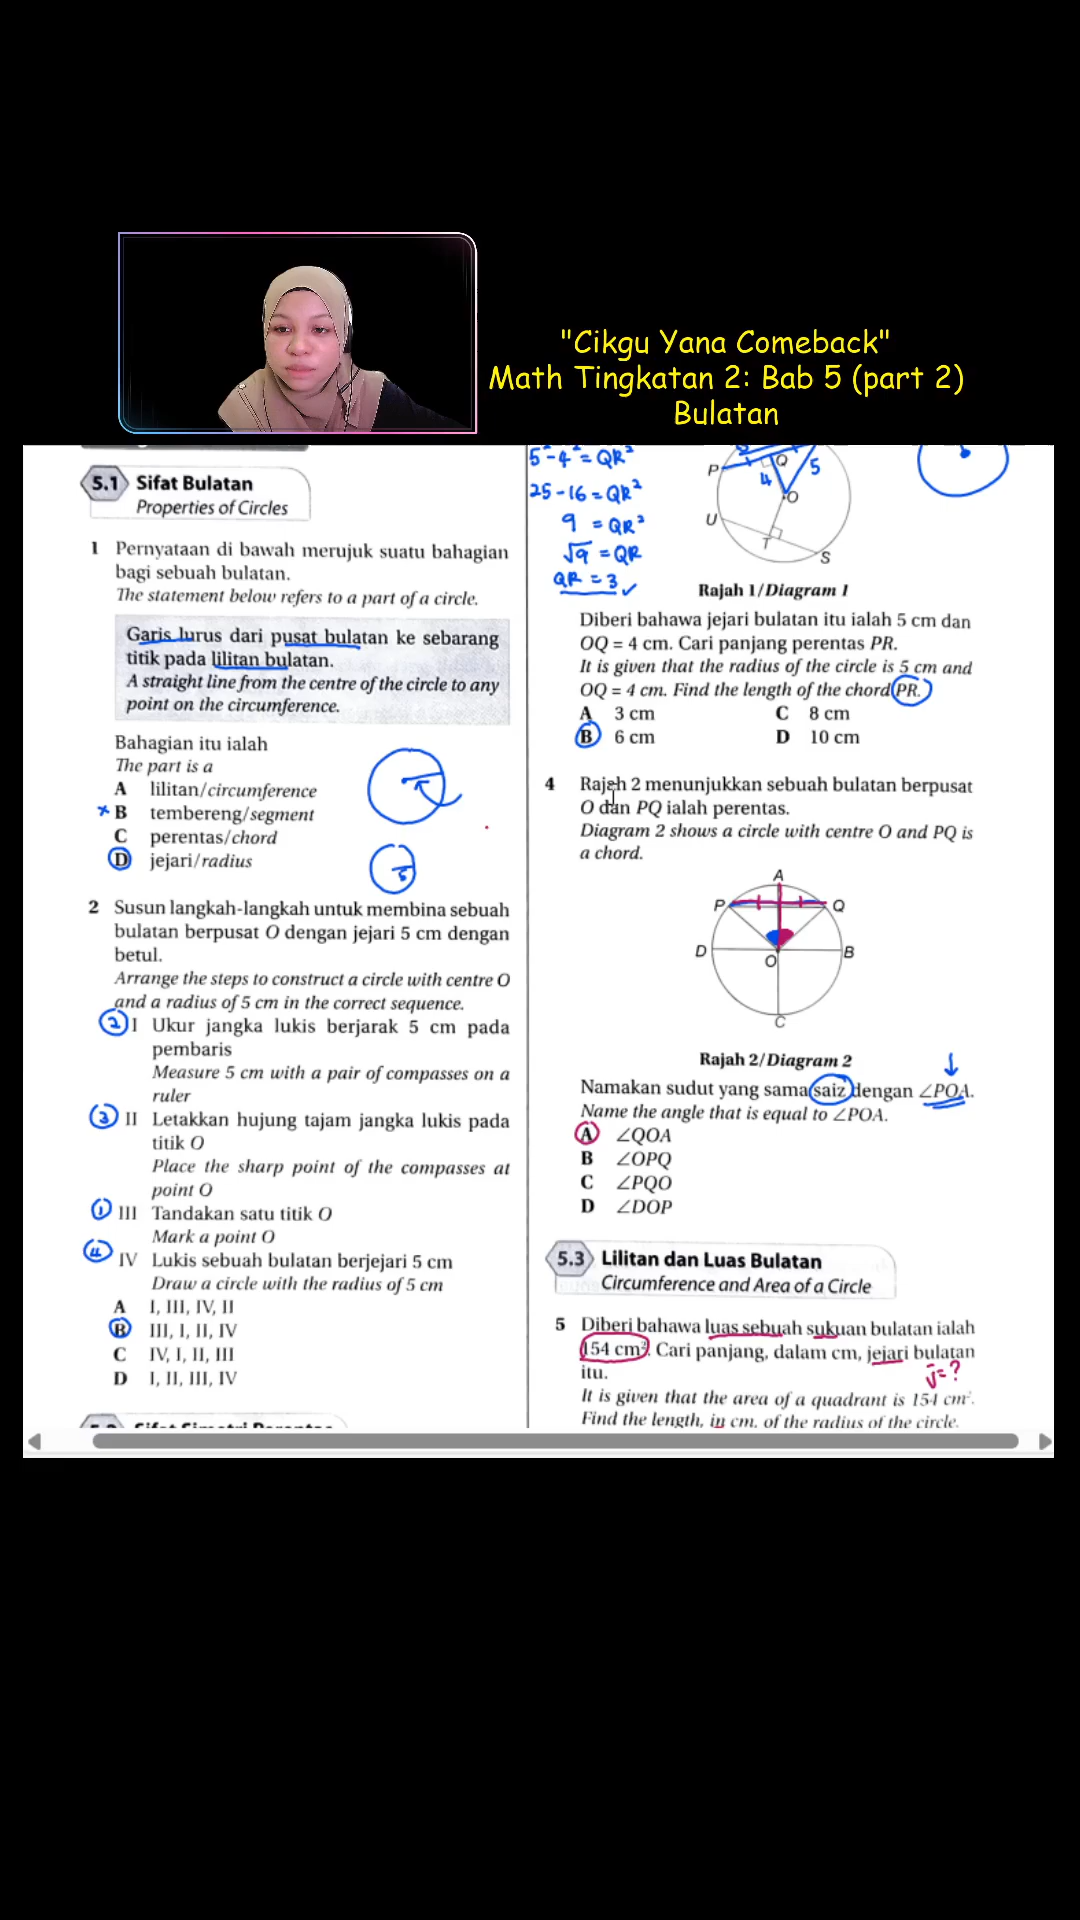 "Cikgu Yana Comeback"
Math Tingkatan 2: Bab 5 (part 2)
Bulatan
5.1 Sifat Bulatan
Properties of Circles
1 Pernyataan di bawah merujuk suatu bahagian
bagi sebuah bulatan.
The statement below refers to a part of a circle.
Garis lurus dari pusat bulatan ke sebarang
titik pada lilitan bulatan.
A straight line from the centre of the circle to any
point on the circumference.
Bahagian itu ialah
The part is a
A lilitan/circumference
× B tembereng/segment
C perentas/chord
D jejari/radius
5
2 Susun langkah-langkah untuk membina sebuah
bulatan berpusat O dengan jejari 5 cm dengan
betul.
Arrange the steps to construct a circle with centre O
and a radius of 5 cm in the correct sequence.
2 I Ukur jangka lukis berjarak 5 cm pada
pembaris
Measure 5 cm with a pair of compasses on a
ruler
3 II Letakkan hujung tajam jangka lukis pada
titik O
Place the sharp point of the compasses at
point O
1 III Tandakan satu titik O
Mark a point O
4 IV Lukis sebuah bulatan berjejari 5 cm
Draw a circle with the radius of 5 cm
A I, III, IV, II
B III, I, II, IV
C IV, I, II, III
D I, II, III, IV
5² - 4² = QR²
25 - 16 = QR²
9 = QR²
√9 = QR
QR = 3 ✓
P
Q
4
5
O
U
T
S
Rajah 1/Diagram 1
Diberi bahawa jejari bulatan itu ialah 5 cm dan
OQ = 4 cm. Cari panjang perentas PR.
It is given that the radius of the circle is 5 cm and
OQ = 4 cm. Find the length of the chord PR.
A 3 cm C 8 cm
B 6 cm D 10 cm
4 Rajah 2 menunjukkan sebuah bulatan berpusat
O dan PQ ialah perentas.
Diagram 2 shows a circle with centre O and PQ is
a chord.
A
P Q
D B
O
C
Rajah 2/Diagram 2
Namakan sudut yang sama saiz dengan ∠POA.
Name the angle that is equal to ∠POA.
A ∠QOA
B ∠OPQ
C ∠PQO
D ∠DOP
5.3 Lilitan dan Luas Bulatan
Circumference and Area of a Circle
5 Diberi bahawa luas sebuah sukuan bulatan ialah
154 cm². Cari panjang, dalam cm, jejari bulatan
itu.
j = ?
It is given that the area of a quadrant is 154 cm².
Find the length, in cm, of the radius of the circle.